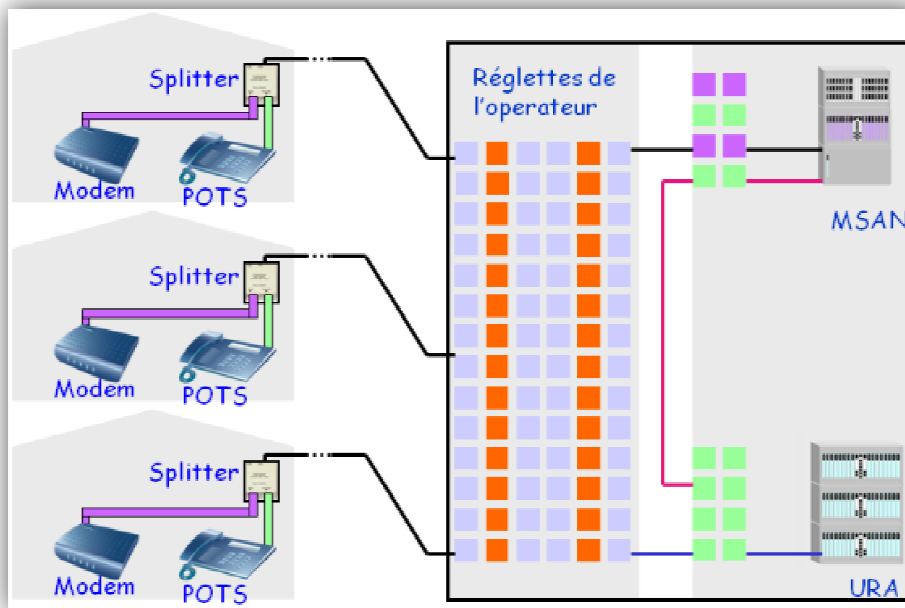 Splitter
Modem
POTS
Splitter
Modem
POTS
Splitter
Modem
POTS
Réglettes de
l'operateur
MSAN
URA